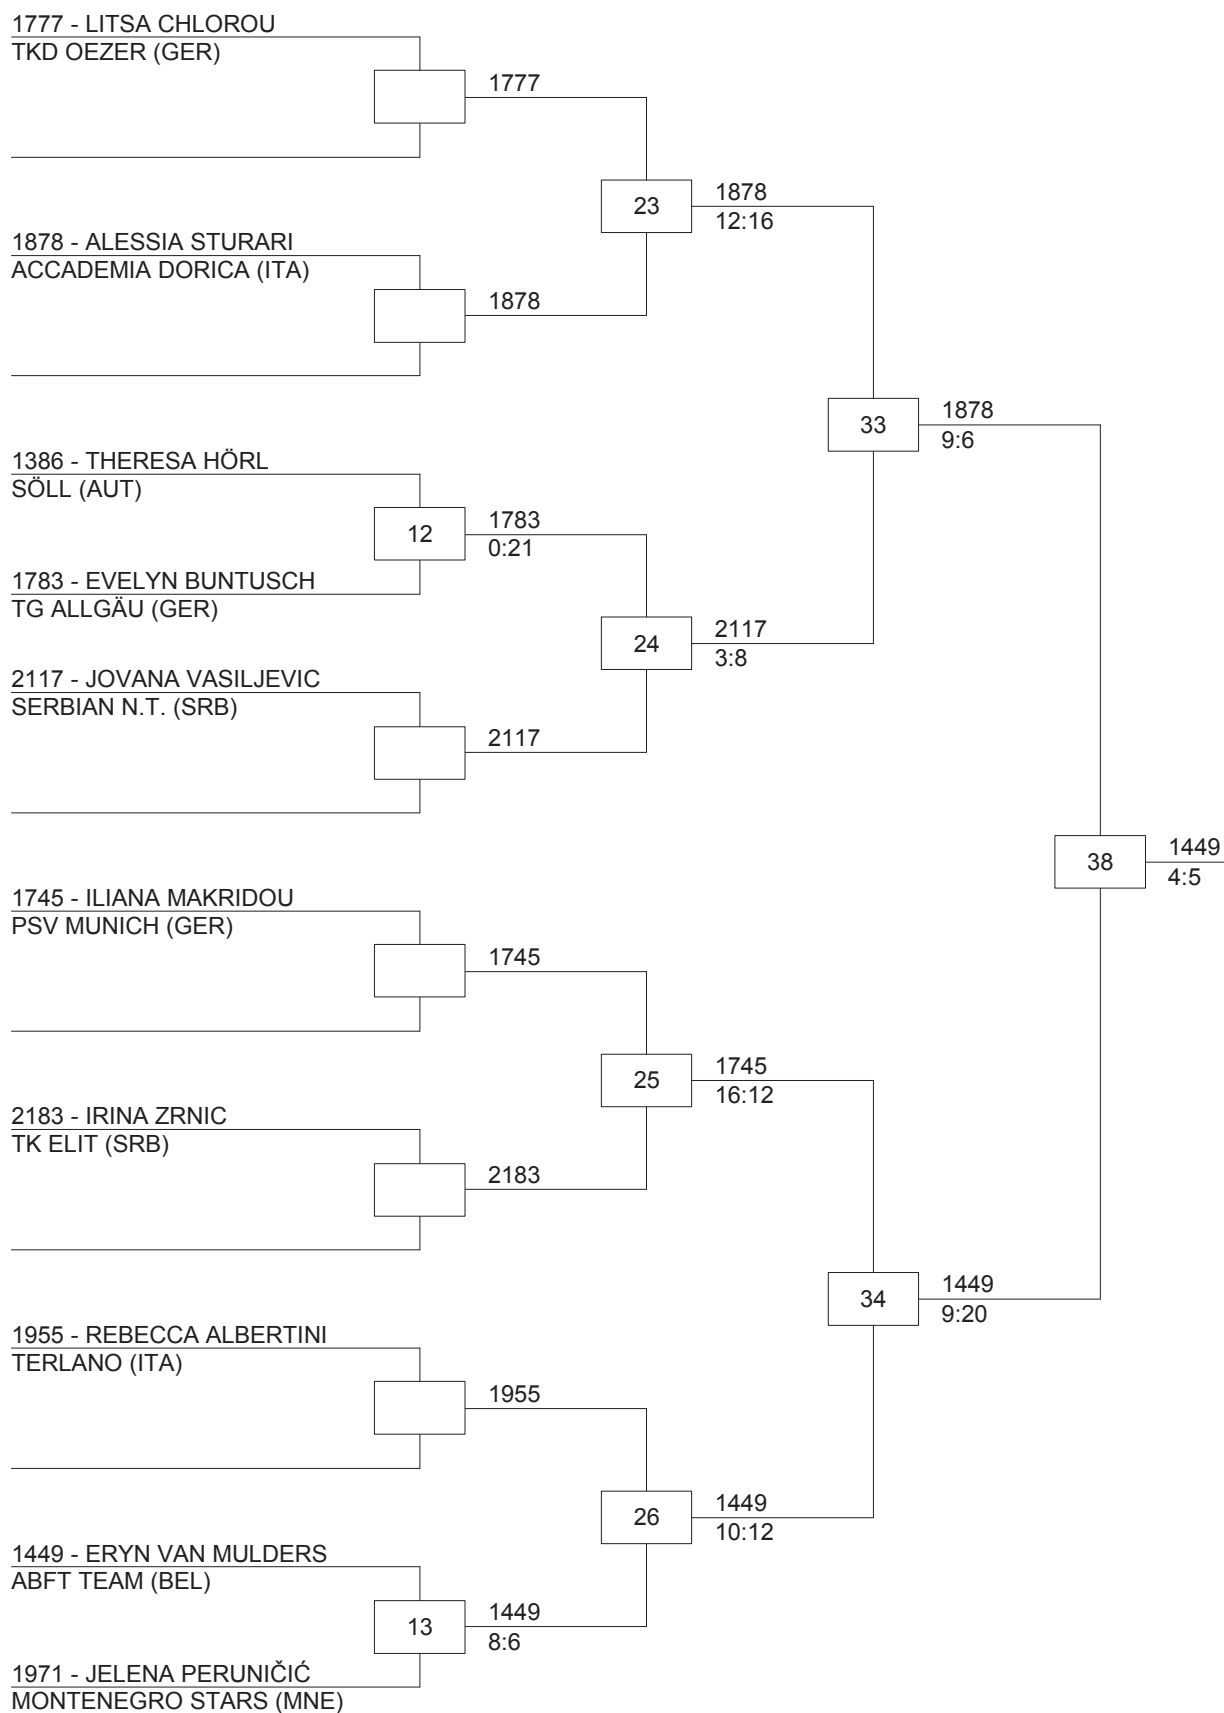 1777 - LITSA CHLOROU
TKD OEZER (GER)
1777
23
1878
12:16
1878 - ALESSIA STURARI
ACCADEMIA DORICA (ITA)
1878
33
1878
9:6
1386 - THERESA HÖRL
SÖLL (AUT)
12
1783
0:21
1783 - EVELYN BUNTUSCH
TG ALLGÄU (GER)
24
2117
3:8
2117 - JOVANA VASILJEVIC
SERBIAN N.T. (SRB)
2117
38
1449
4:5
1745 - ILIANA MAKRIDOU
PSV MUNICH (GER)
1745
25
1745
16:12
2183 - IRINA ZRNIC
TK ELIT (SRB)
2183
34
1449
9:20
1955 - REBECCA ALBERTINI
TERLANO (ITA)
1955
26
1449
10:12
1449 - ERYN VAN MULDERS
ABFT TEAM (BEL)
13
1449
8:6
1971 - JELENA PERUNIČIĆ
MONTENEGRO STARS (MNE)